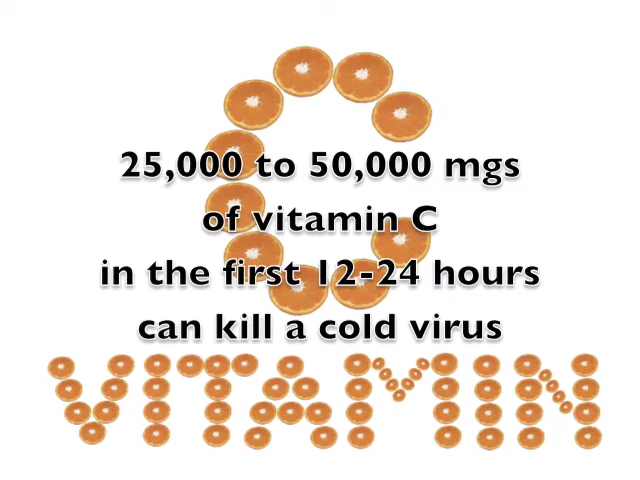 25,000 to 50,000 mgs
of vitamin C
in the first 12-24 hours
can kill a cold virus
C
VITAMIN